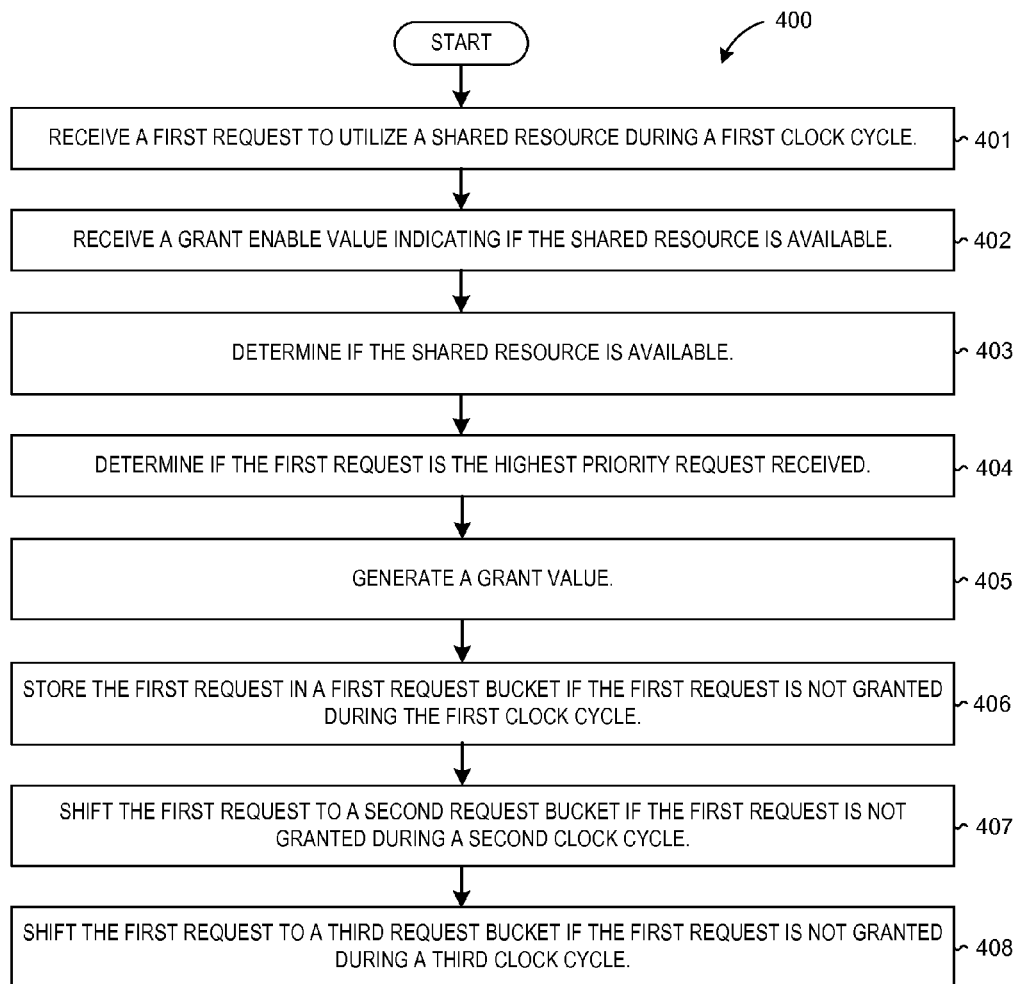 START
400
RECEIVE A FIRST REQUEST TO UTILIZE A SHARED RESOURCE DURING A FIRST CLOCK CYCLE.
401
RECEIVE A GRANT ENABLE VALUE INDICATING IF THE SHARED RESOURCE IS AVAILABLE.
402
DETERMINE IF THE SHARED RESOURCE IS AVAILABLE.
403
DETERMINE IF THE FIRST REQUEST IS THE HIGHEST PRIORITY REQUEST RECEIVED.
404
GENERATE A GRANT VALUE.
405
STORE THE FIRST REQUEST IN A FIRST REQUEST BUCKET IF THE FIRST REQUEST IS NOT GRANTED
DURING THE FIRST CLOCK CYCLE.
406
SHIFT THE FIRST REQUEST TO A SECOND REQUEST BUCKET IF THE FIRST REQUEST IS NOT
GRANTED DURING A SECOND CLOCK CYCLE.
407
SHIFT THE FIRST REQUEST TO A THIRD REQUEST BUCKET IF THE FIRST REQUEST IS NOT GRANTED
DURING A THIRD CLOCK CYCLE.
408